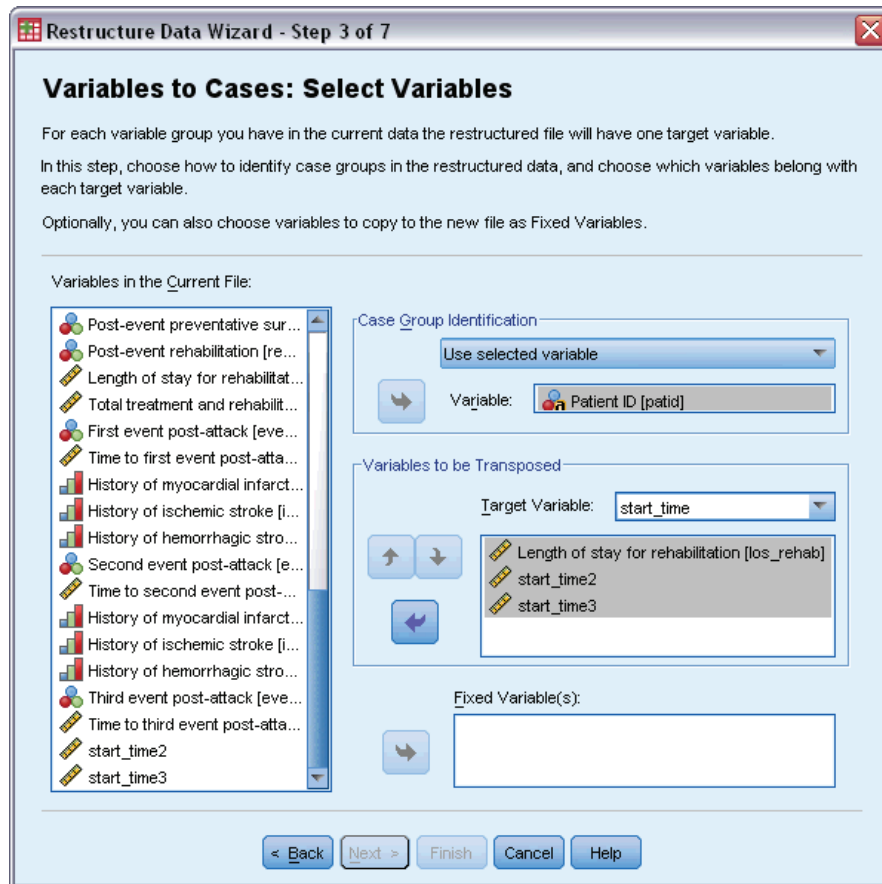 Restructure Data Wizard - Step 3 of 7
Variables to Cases: Select Variables
For each variable group you have in the current data the restructured file will have one target variable.
In this step, choose how to identify case groups in the restructured data, and choose which variables belong with
each target variable.
Optionally, you can also choose variables to copy to the new file as Fixed Variables.
Variables in the Current File:
Post-event preventative sur...
Post-event rehabilitation [re...
Length of stay for rehabilitat...
Total treatment and rehabilit...
First event post-attack [eve...
Time to first event post-atta...
History of myocardial infarct...
History of ischemic stroke [i...
History of hemorrhagic stro...
Second event post-attack [e...
Time to second event post-...
History of myocardial infarct...
History of ischemic stroke [i...
History of hemorrhagic stro...
Third event post-attack [eve...
Time to third event post-atta...
start_time2
start_time3
Case Group Identification
Use selected variable
Variable:
a Patient ID [patid]
Variables to be Transposed
Target Variable:
start_time
Length of stay for rehabilitation [los_rehab]
start_time2
start_time3
Fixed Variable(s):
< Back
Next >
Finish
Cancel
Help